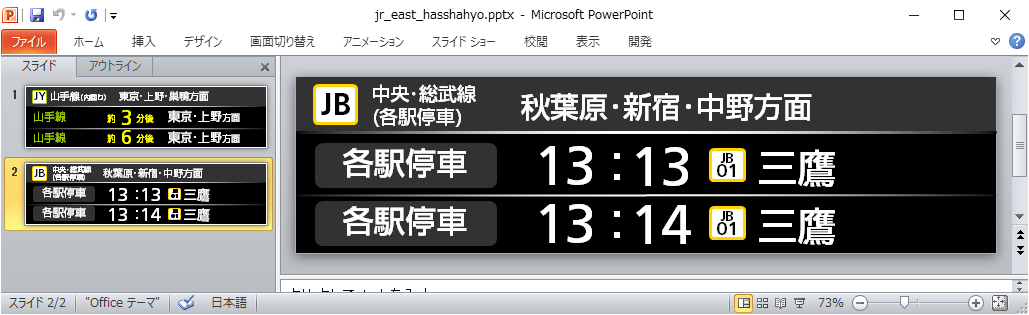 jr_east_hasshahyo.pptx - Microsoft PowerPoint
ファイル ホーム 挿入 デザイン 画面切り替え アニメーション スライド ショー 校閲 表示 開発
スライド アウトライン
1
JY 山手線(内回り) 東京・上野・巣鴨方面
山手線 約 3 分後 東京・上野方面
山手線 約 6 分後 東京・上野方面
2
JB 中央・総武線 (各駅停車) 秋葉原・新宿・中野方面
各駅停車 13:13 三鷹
各駅停車 13:14 三鷹
JB 中央・総武線 (各駅停車) 秋葉原・新宿・中野方面
各駅停車 13:13 JB 01 三鷹
各駅停車 13:14 JB 01 三鷹
スライド 2/2 "Office テーマ" 日本語 73%